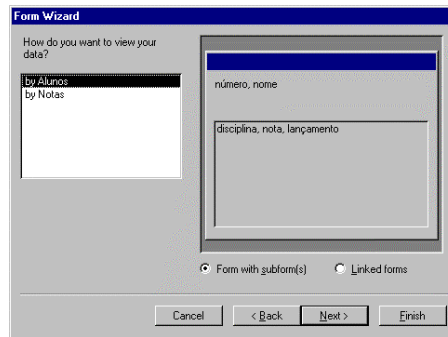 Form Wizard
How do you want to view your
data?
by Alunos
by Notas
número, nome
disciplina, nota, lançamento
Form with subform(s)
Linked forms
Cancel
< Back
Next >
Finish